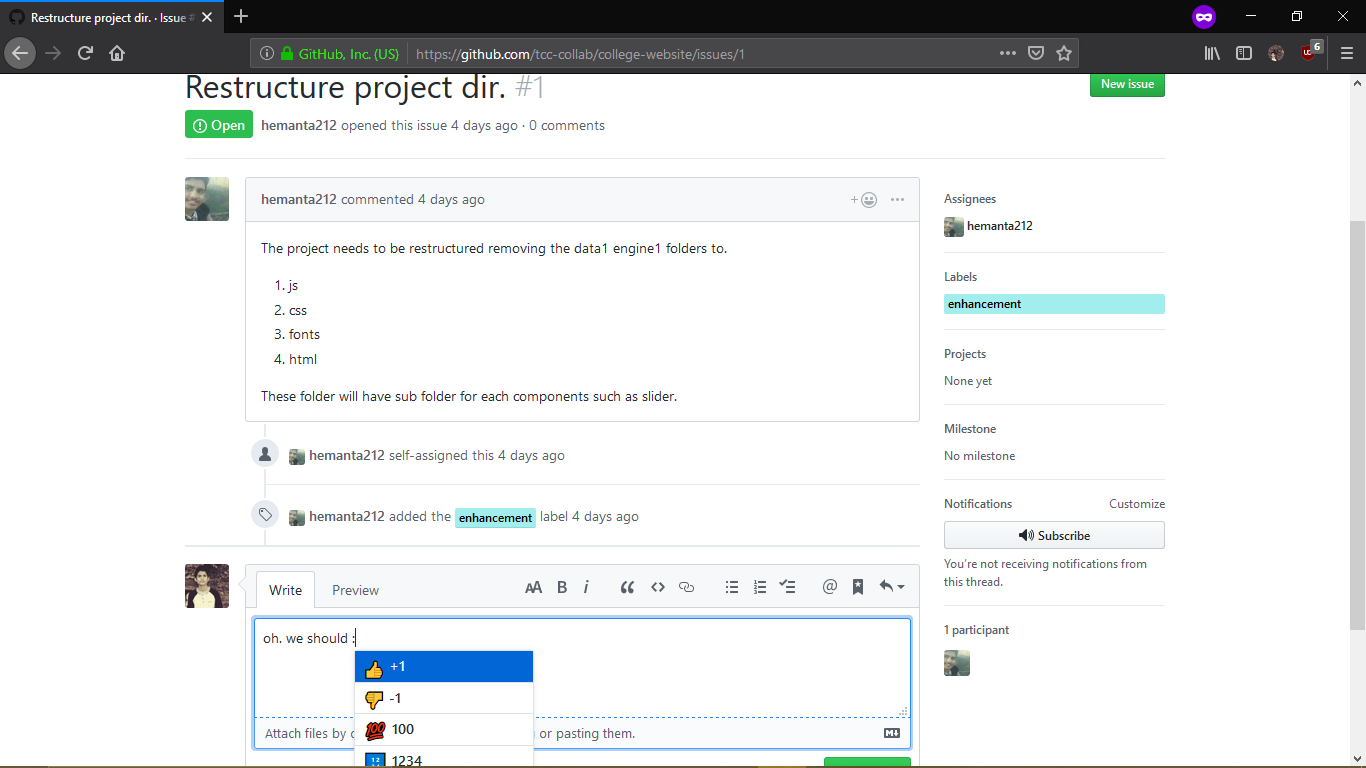 Restructure project dir. · Issue #
GitHub, Inc. (US)
https://github.com/tcc-collab/college-website/issues/1
6
Restructure project dir. #1
New issue
Open
hemanta212 opened this issue 4 days ago · 0 comments
hemanta212 commented 4 days ago
The project needs to be restructured removing the data1 engine1 folders to.
1. js
2. css
3. fonts
4. html
These folder will have sub folder for each components such as slider.
hemanta212 self-assigned this 4 days ago
hemanta212 added the enhancement label 4 days ago
Assignees
hemanta212
Labels
enhancement
Projects
None yet
Milestone
No milestone
Notifications
Customize
Subscribe
You're not receiving notifications from
this thread.
1 participant
Write
Preview
AA B i
oh. we should :
👍 +1
👎 -1
💯 100
🔢 1234
Attach files by or pasting them.